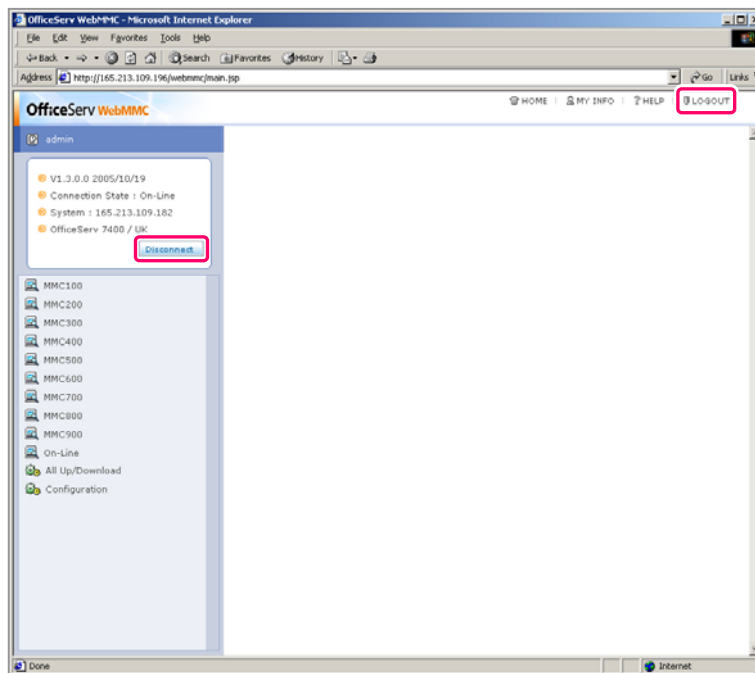 OfficeServ WebMMC - Microsoft Internet Explorer
File Edit View Favorites Tools Help
Back Search Favorites History
Address http://165.213.109.196/webmmc/main.jsp Go Links
OfficeServ WebMMC HOME | MY INFO | ? HELP | LOGOUT
admin
V1.3.0.0 2005/10/19
Connection State : On-Line
System : 165.213.109.182
OfficeServ 7400 / UK
Disconnect
MMC100
MMC200
MMC300
MMC400
MMC500
MMC600
MMC700
MMC800
MMC900
On-Line
All Up/Download
Configuration
Done Internet